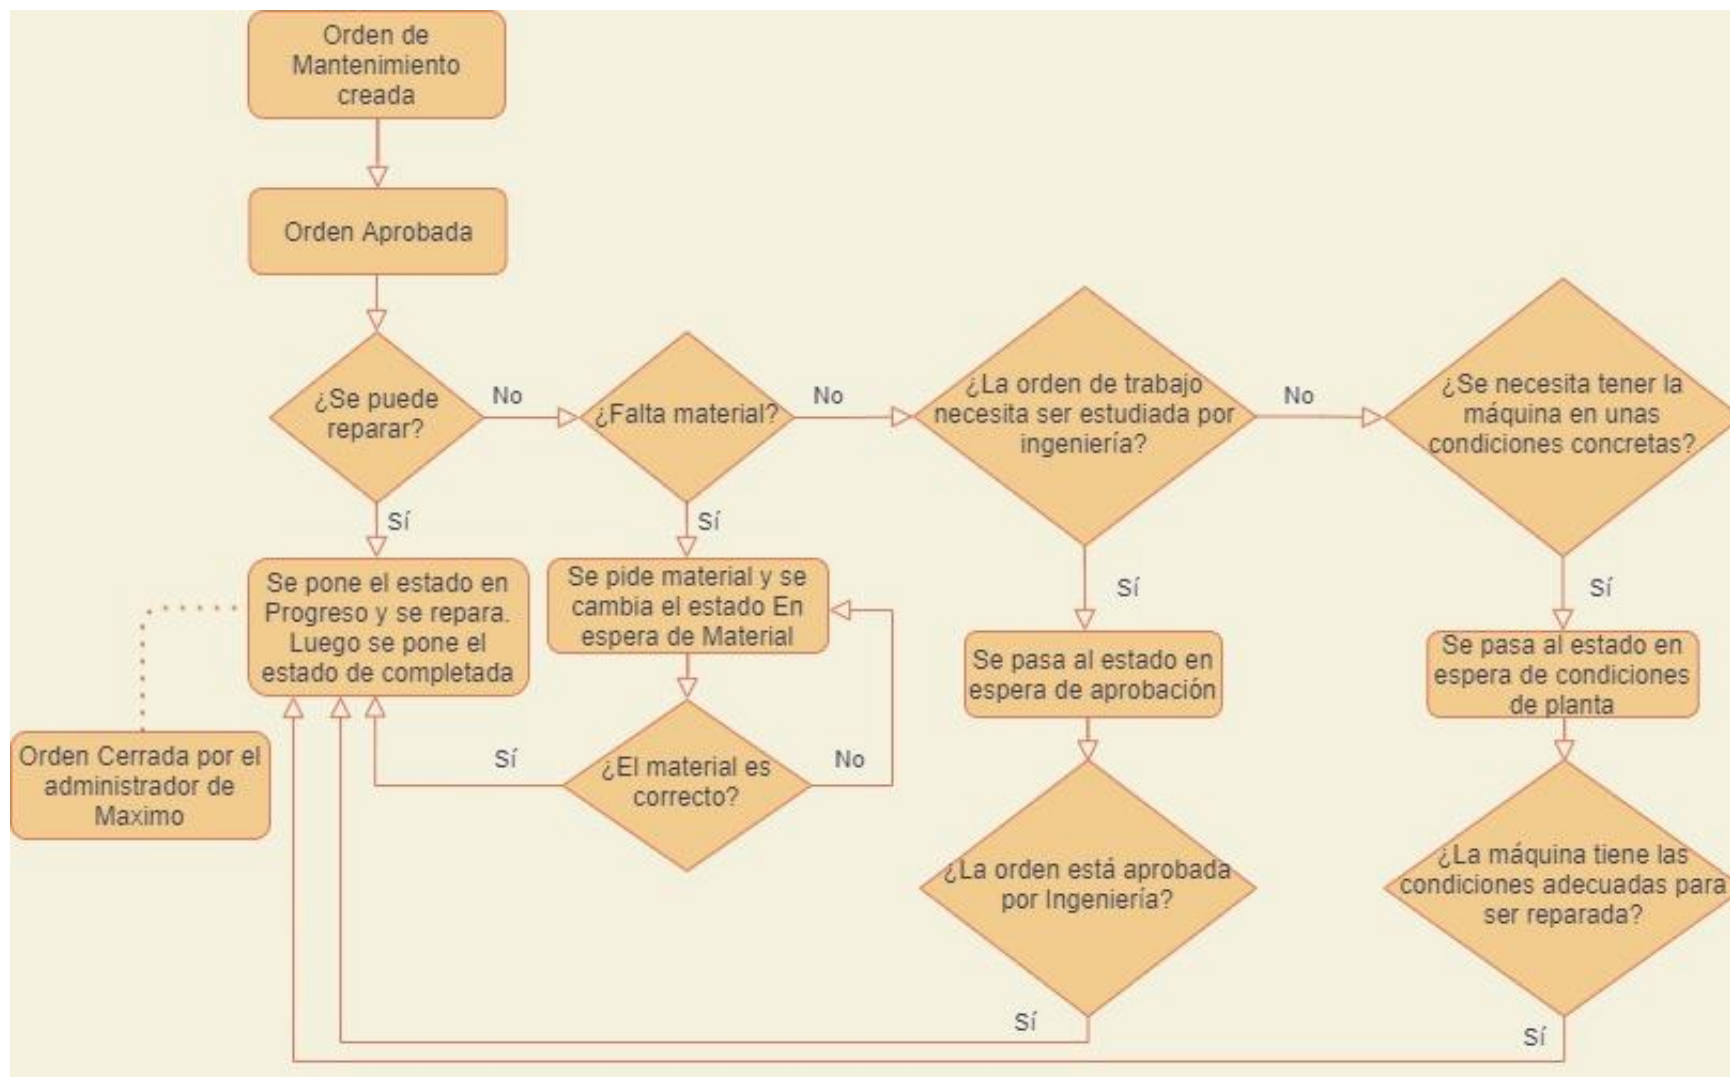 Orden de
Mantenimiento
creada
Orden Aprobada
¿Se puede
reparar?
No
¿Falta material?
No
¿La orden de trabajo
necesita ser estudiada por
ingeniería?
No
¿Se necesita tener la
máquina en unas
condiciones concretas?
Sí
Sí
Sí
Sí
Se pone el estado en
Progreso y se repara.
Luego se pone el
estado de completada
Se pide material y se
cambia el estado En
espera de Material
Se pasa al estado en
espera de aprobación
Se pasa al estado en
espera de condiciones
de planta
Orden Cerrada por el
administrador de
Maximo
Sí
¿El material es
correcto?
No
¿La orden está aprobada
por Ingeniería?
¿La máquina tiene las
condiciones adecuadas para
ser reparada?
Sí
Sí